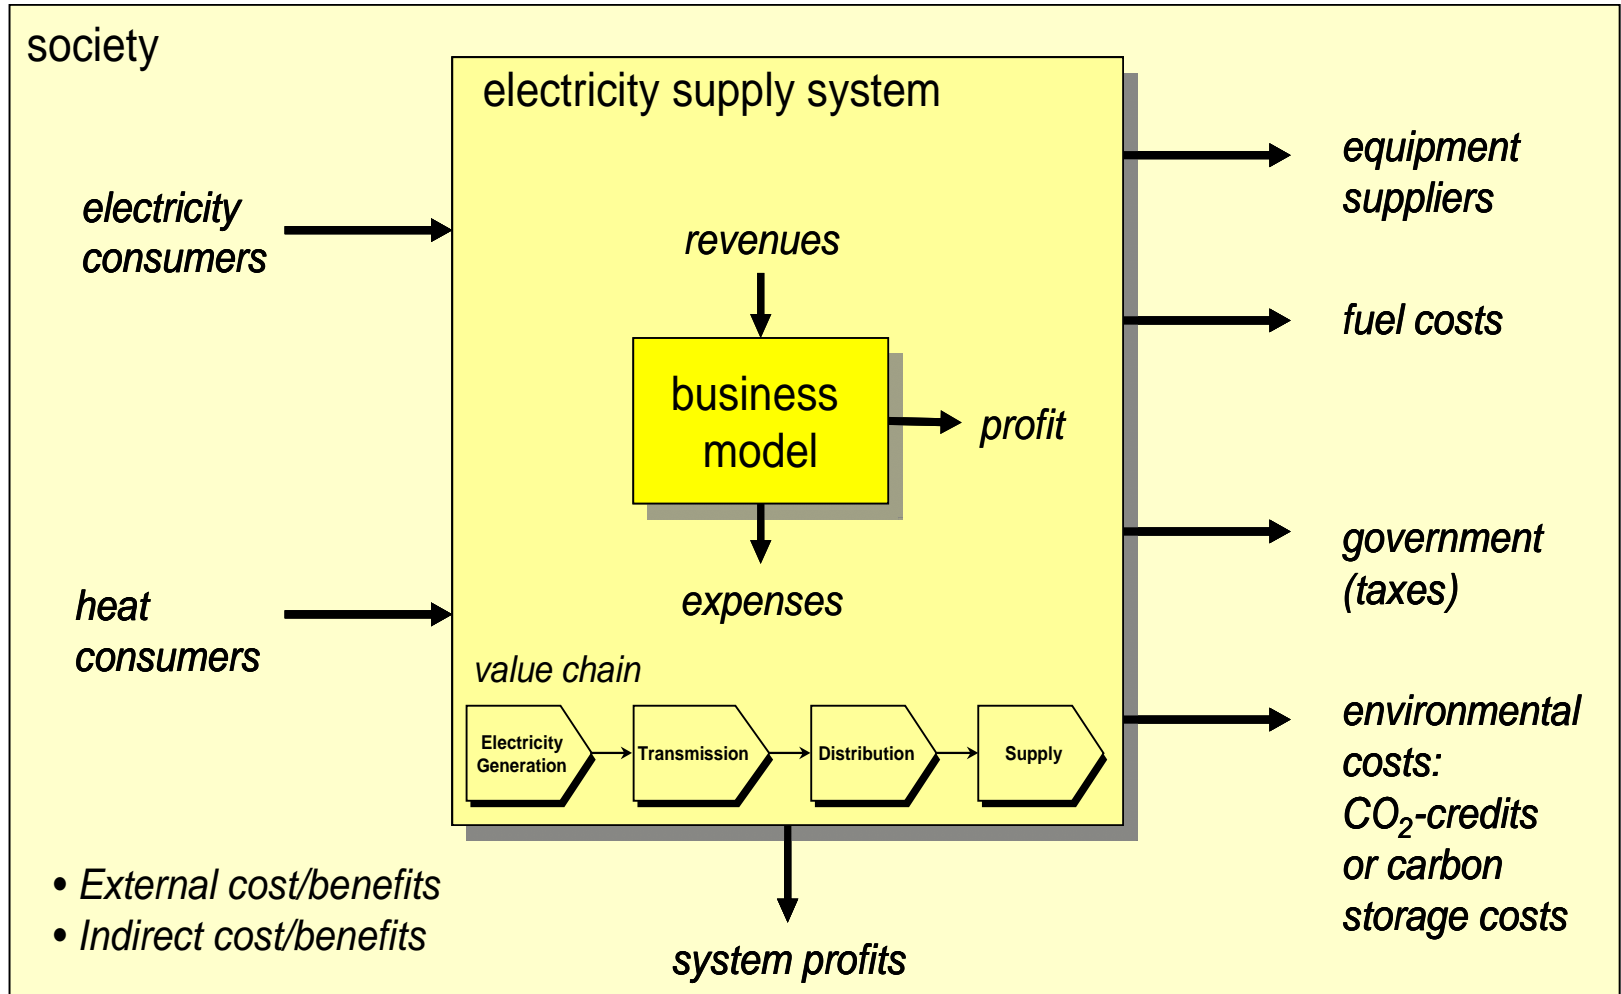 society
electricity supply system
electricity
consumers
heat
consumers
revenues
business
model
profit
expenses
value chain
Electricity
Generation
Transmission
Distribution
Supply
equipment
suppliers
fuel costs
government
(taxes)
environmental
costs:
CO₂-credits
or carbon
storage costs
• External cost/benefits
• Indirect cost/benefits
system profits